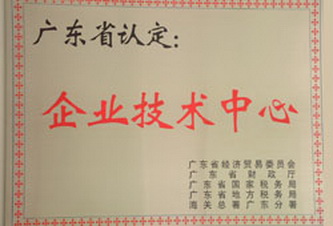 广东省认定：
企业技术中心
广东省经济贸易委员会
广东省财政厅
广东省国家税务局
广东省地方税务局
海关总署广东分署